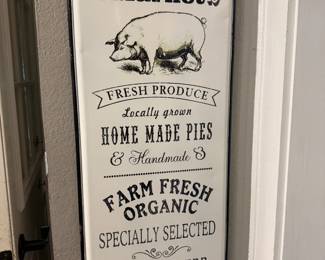 FRESH PRODUCE
Locally grown
HOME MADE PIES
& Handmade &
FARM FRESH
ORGANIC
SPECIALLY SELECTED